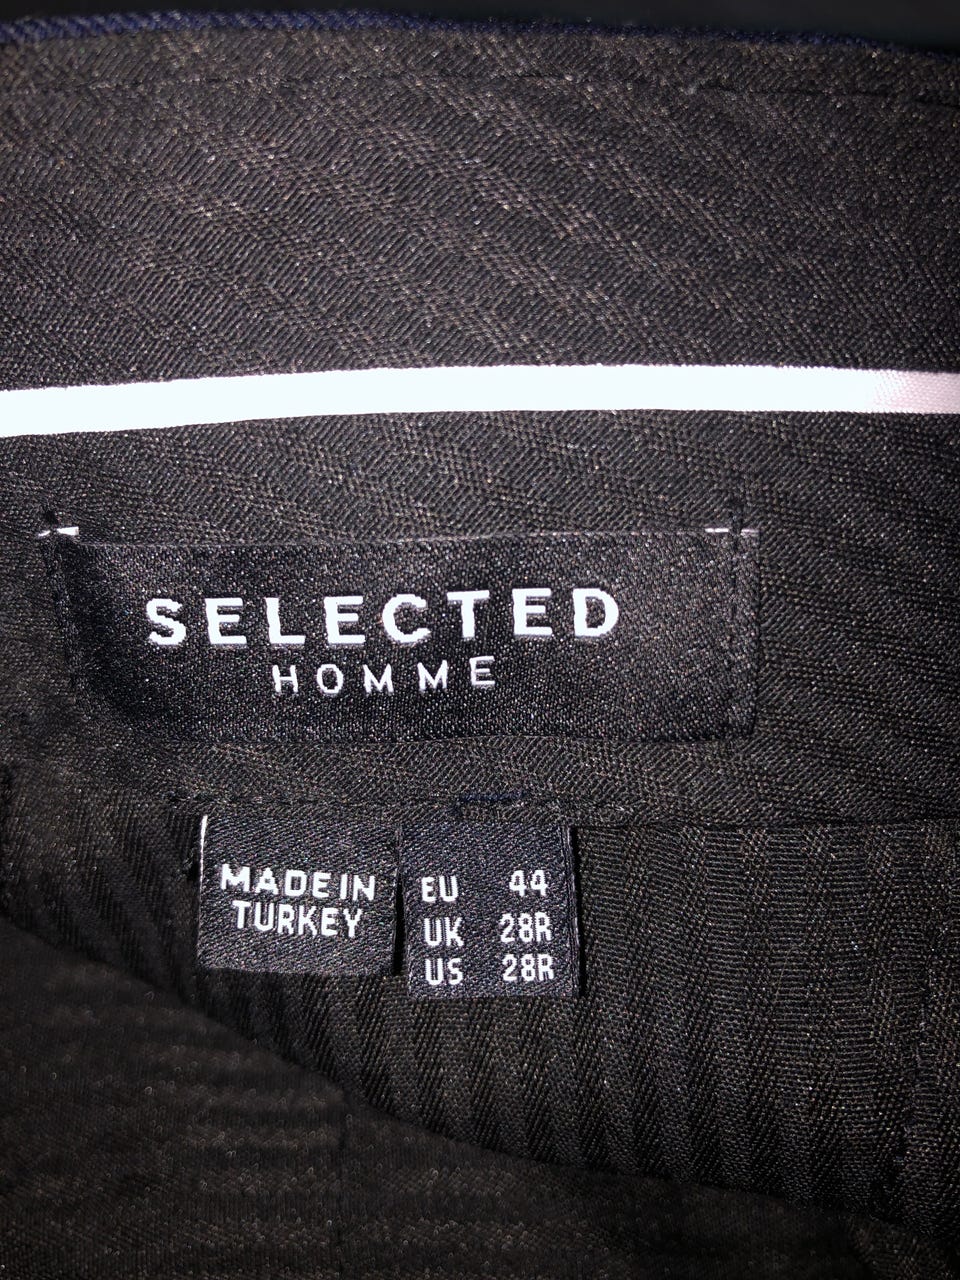 SELECTED
HOMME
MADE IN
TURKEY
EU 44
UK 28R
US 28R